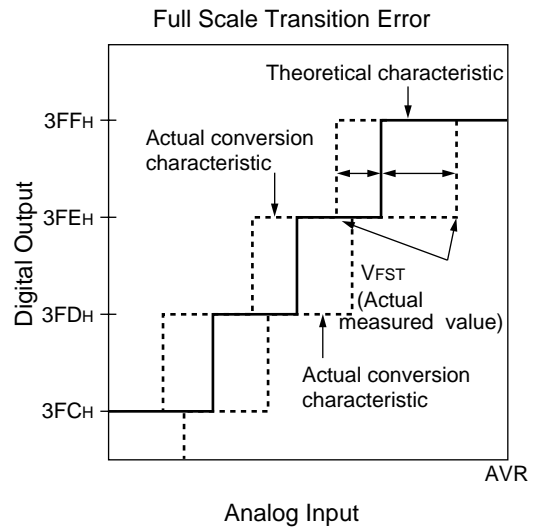 Full Scale Transition Error
Theoretical characteristic
3FFH
Actual conversion
characteristic
3FEH
VFST
(Actual
measured value)
3FDH
Actual conversion
characteristic
3FCH
Digital Output
AVR
Analog Input